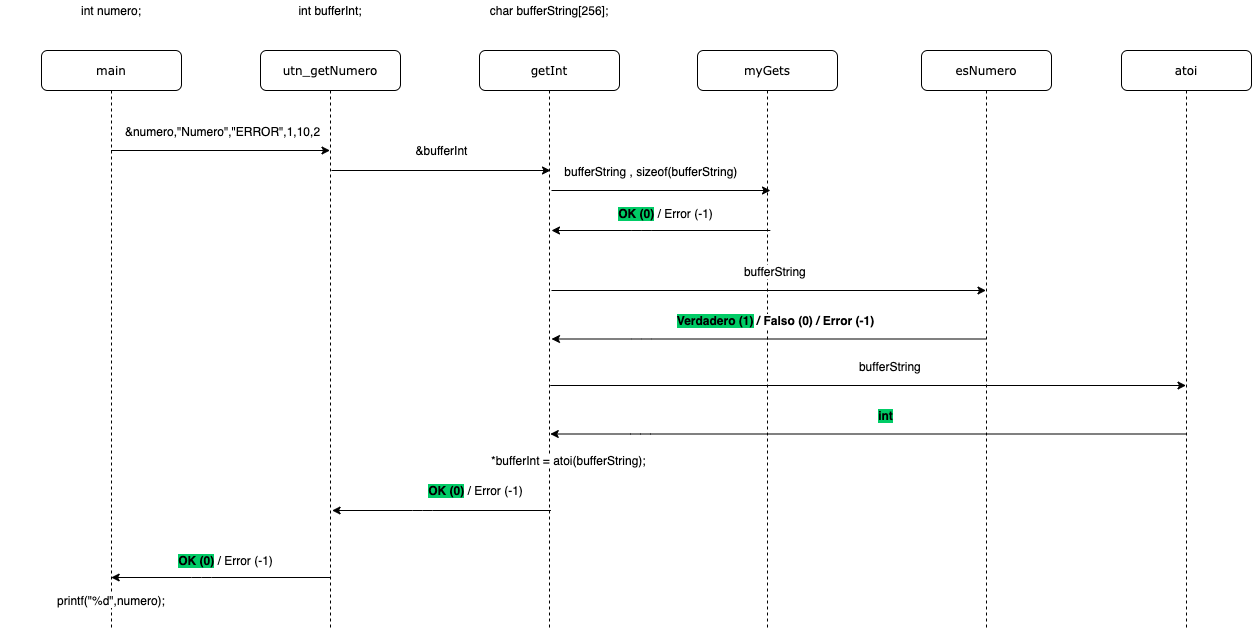 int numero;
int bufferInt;
char bufferString[256];
main
utn_getNumero
getInt
myGets
esNumero
atoi
&numero,"Numero","ERROR",1,10,2
&bufferInt
bufferString , sizeof(bufferString)
OK (0) / Error (-1)
bufferString
Verdadero (1) / Falso (0) / Error (-1)
bufferString
int
*bufferInt = atoi(bufferString);
OK (0) / Error (-1)
OK (0) / Error (-1)
printf("%d",numero);